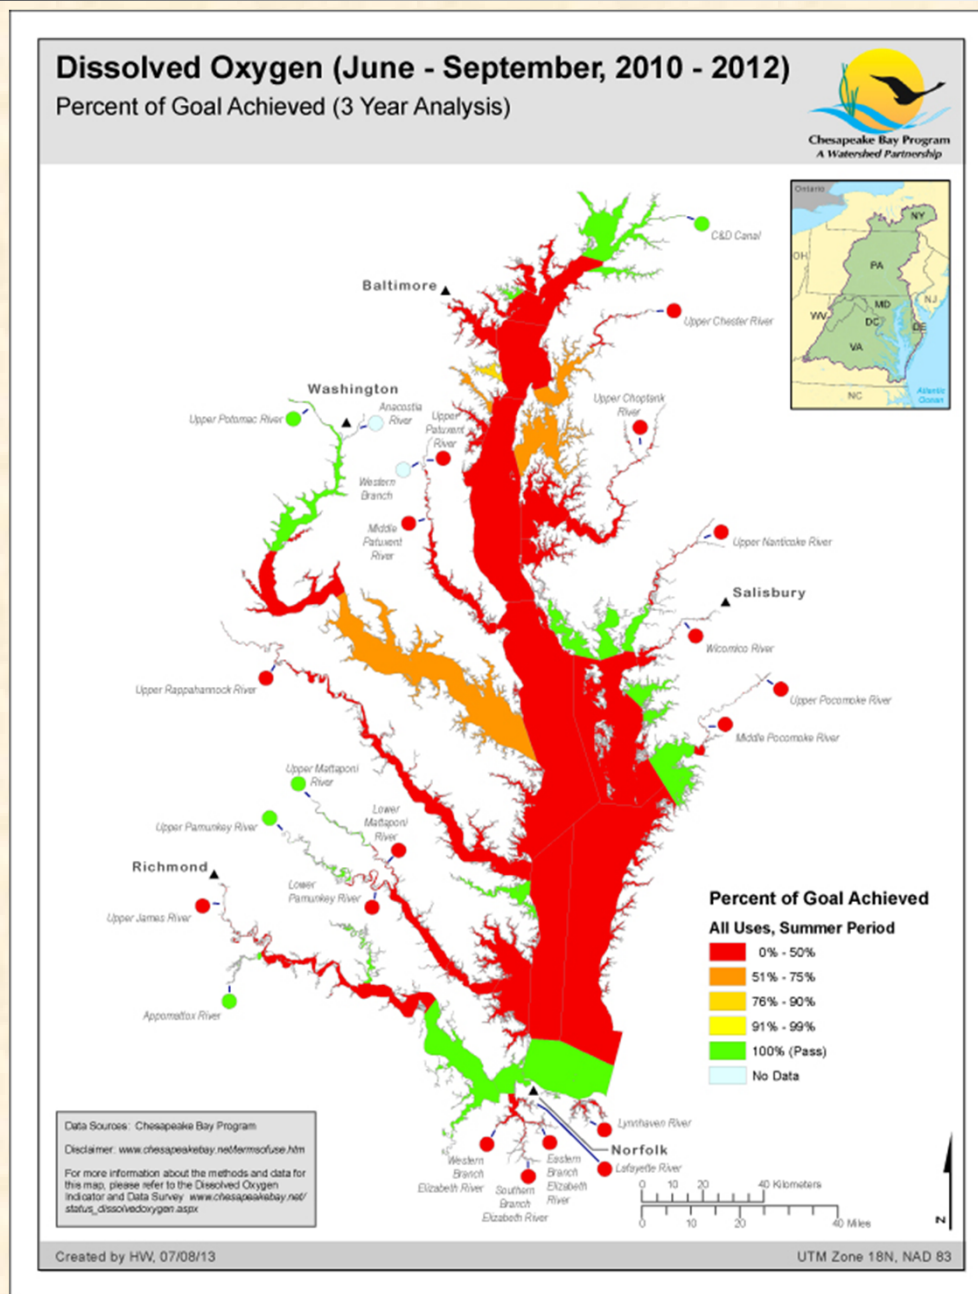 Dissolved Oxygen (June - September, 2010 - 2012)
Percent of Goal Achieved (3 Year Analysis)
Chesapeake Bay Program
A Watershed Partnership
Ontario
NY
OH
PA
NJ
MD
WV
DC
DE
VA
NC
Atlantic
Ocean
C&D Canal
Baltimore
Upper Chester River
Washington
Upper Potomac River
Anacostia
River
Upper
Patuxent
River
Upper Choptank
River
Western
Branch
Middle
Patuxent
River
Upper Nanticoke River
Salisbury
Wicomico River
Upper Rappahannock River
Upper Pocomoke River
Middle Pocomoke River
Upper Mattaponi
River
Lower
Mattaponi
River
Upper Pamunkey River
Richmond
Lower
Pamunkey River
Upper James River
Appomattox River
Percent of Goal Achieved
All Uses, Summer Period
0% - 50%
51% - 75%
76% - 90%
91% - 99%
100% (Pass)
No Data
Lynnhaven River
Norfolk
Lafayette River
Western
Branch
Elizabeth River
Southern
Branch
Elizabeth River
Eastern
Branch
Elizabeth
River
Data Sources: Chesapeake Bay Program
Disclaimer: www.chesapeakebay.net/termsofuse.htm
For more information about the methods and data for
this map, please refer to the Dissolved Oxygen
Indicator and Data Survey www.chesapeakebay.net/
status_dissolvedoxygen.aspx
0 10 20 40 Kilometers
0 10 20 40 Miles
N
Created by HW, 07/08/13
UTM Zone 18N, NAD 83